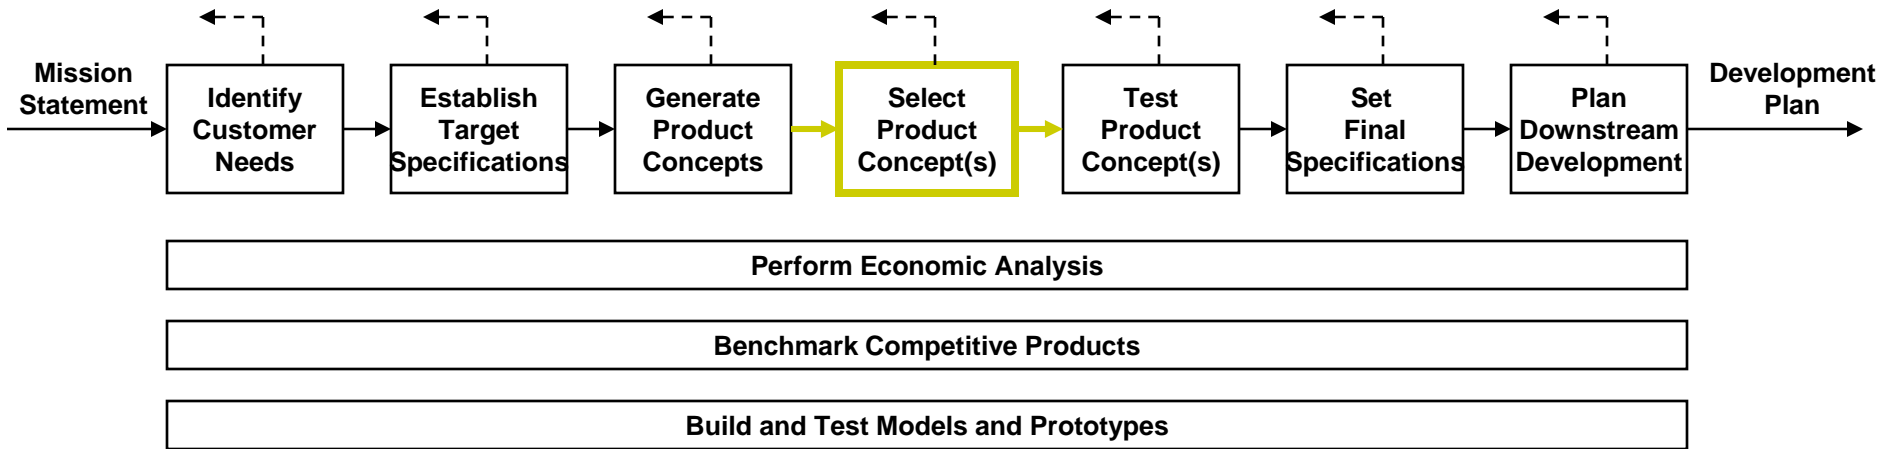 Mission
Statement
Identify
Customer
Needs
Establish
Target
Specifications
Generate
Product
Concepts
Select
Product
Concept(s)
Test
Product
Concept(s)
Set
Final
Specifications
Plan
Downstream
Development
Development
Plan
Perform Economic Analysis
Benchmark Competitive Products
Build and Test Models and Prototypes